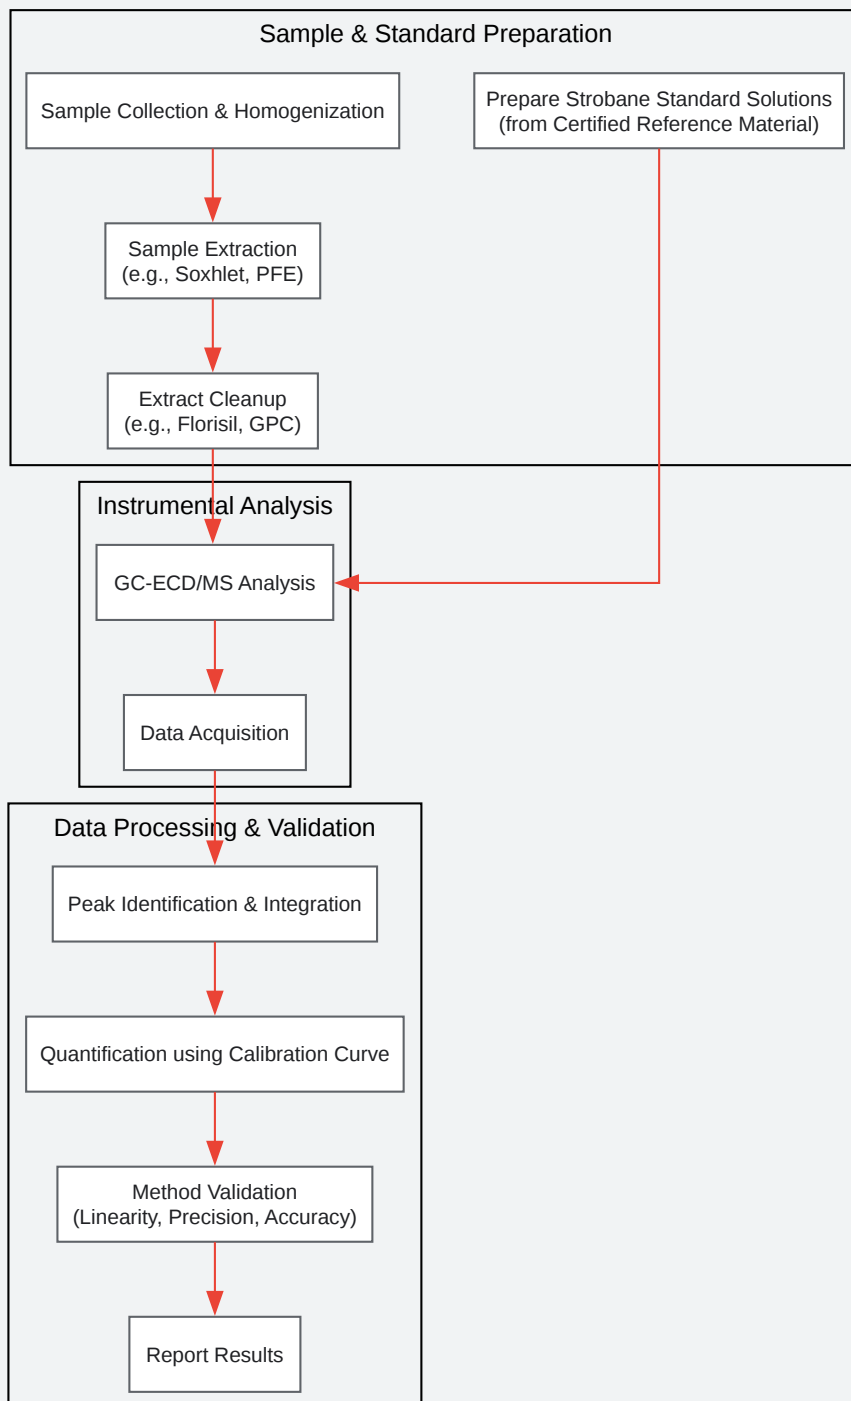 Sample & Standard Preparation
Sample Collection & Homogenization
Prepare Strobane Standard Solutions
(from Certified Reference Material)
Sample Extraction
(e.g., Soxhlet, PFE)
Extract Cleanup
(e.g., Florisil, GPC)
Instrumental Analysis
GC-ECD/MS Analysis
Data Acquisition
Data Processing & Validation
Peak Identification & Integration
Quantification using Calibration Curve
Method Validation
(Linearity, Precision, Accuracy)
Report Results